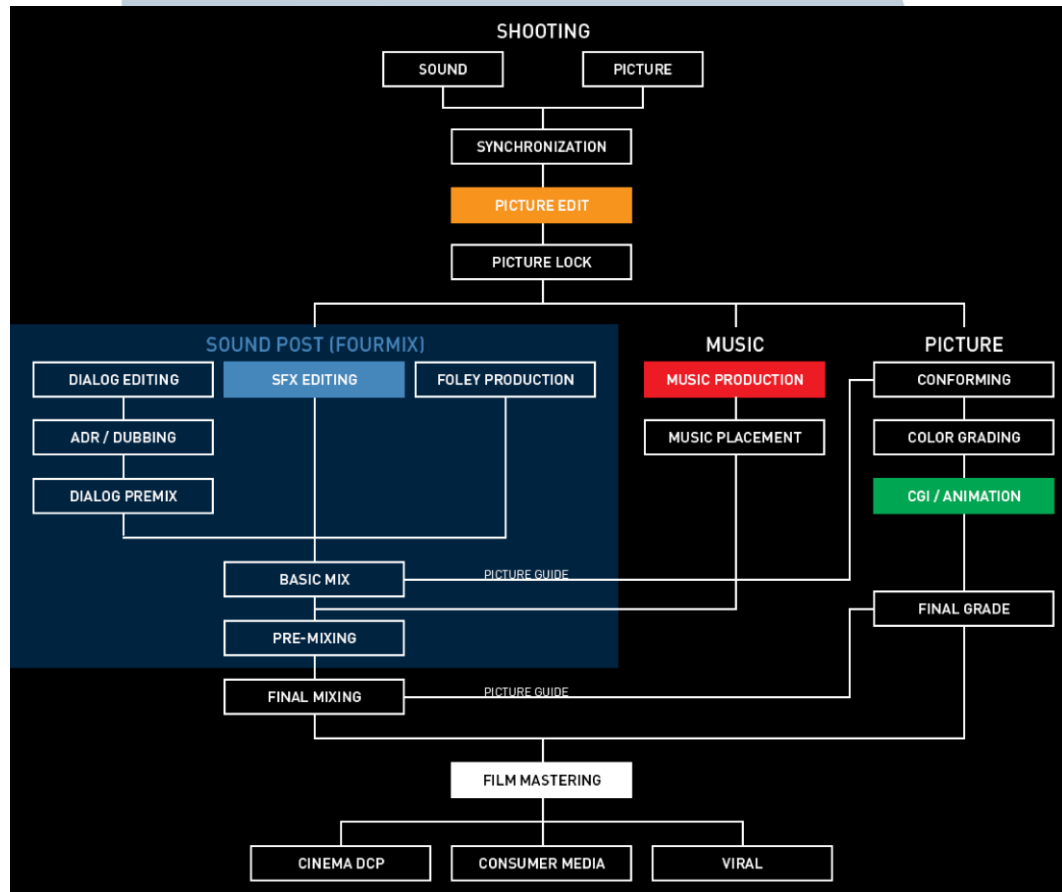 SHOOTING
SOUND
PICTURE
SYNCHRONIZATION
PICTURE EDIT
PICTURE LOCK
SOUND POST (FOURMIX)
MUSIC
PICTURE
DIALOG EDITING
SFX EDITING
FOLEY PRODUCTION
MUSIC PRODUCTION
CONFORMING
ADR / DUBBING
MUSIC PLACEMENT
COLOR GRADING
DIALOG PREMIX
CGI / ANIMATION
BASIC MIX
PICTURE GUIDE
FINAL GRADE
PRE-MIXING
FINAL MIXING
PICTURE GUIDE
FILM MASTERING
CINEMA DCP
CONSUMER MEDIA
VIRAL